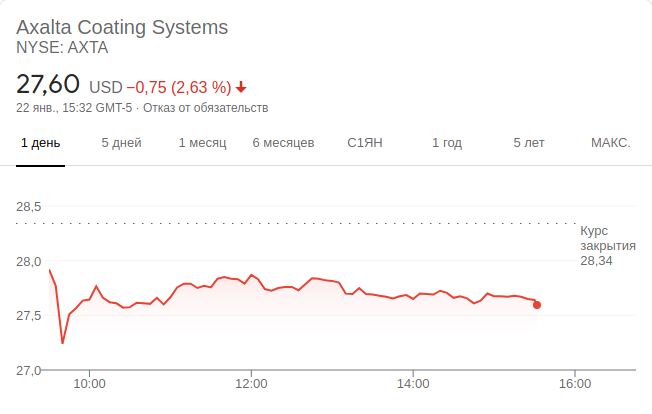 Axalta Coating Systems
NYSE: AXTA
27,60 USD −0,75 (2,63 %)
22 янв., 15:32 GMT-5 · Отказ от обязательств
1 день 5 дней 1 месяц 6 месяцев С1ЯН 1 год 5 лет МАКС.
28,5
Курс
закрытия
28,34
28,0
27,5
27,0
10:00 12:00 14:00 16:00